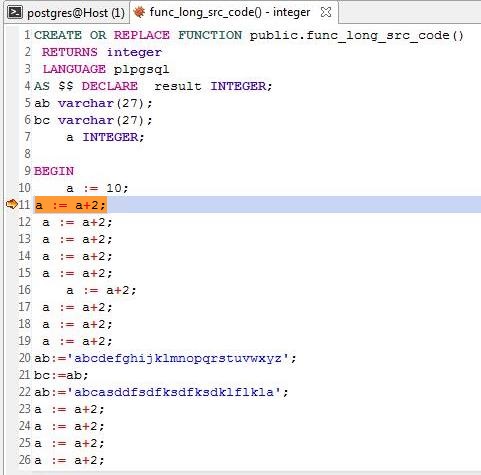 postgres@Host (1) func_long_src_code() - integer
1 CREATE OR REPLACE FUNCTION public.func_long_src_code()
2 RETURNS integer
3 LANGUAGE plpgsql
4 AS $$ DECLARE  result INTEGER;
5 ab varchar(27);
6 bc varchar(27);
7    a INTEGER;
8
9 BEGIN
10    a := 10;
11 a := a+2;
12 a := a+2;
13 a := a+2;
14 a := a+2;
15 a := a+2;
16    a := a+2;
17 a := a+2;
18 a := a+2;
19 a := a+2;
20 ab:='abcdefghijklmnopqrstuvwxyz';
21 bc:=ab;
22 ab:='abcasddfsdfksdfksdklflkla';
23 a := a+2;
24 a := a+2;
25 a := a+2;
26 a := a+2;